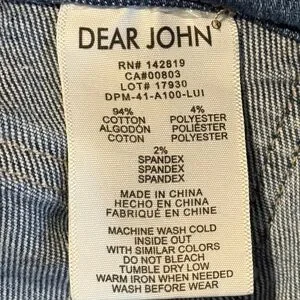 DEAR JOHN
RN# 142819
CA#00803
LOT# 17930
DPM-41-A100-LUI
94% 4%
COTTON POLYESTER
ALGODÓN POLIÉSTER
COTON POLYESTER
2%
SPANDEX
SPANDEX
SPANDEX
MADE IN CHINA
HECHO EN CHINA
FABRIQUÉ EN CHINE
MACHINE WASH COLD
INSIDE OUT
WITH SIMILAR COLORS
DO NOT BLEACH
TUMBLE DRY LOW
WARM IRON WHEN NEEDED
WASH BEFORE WEAR